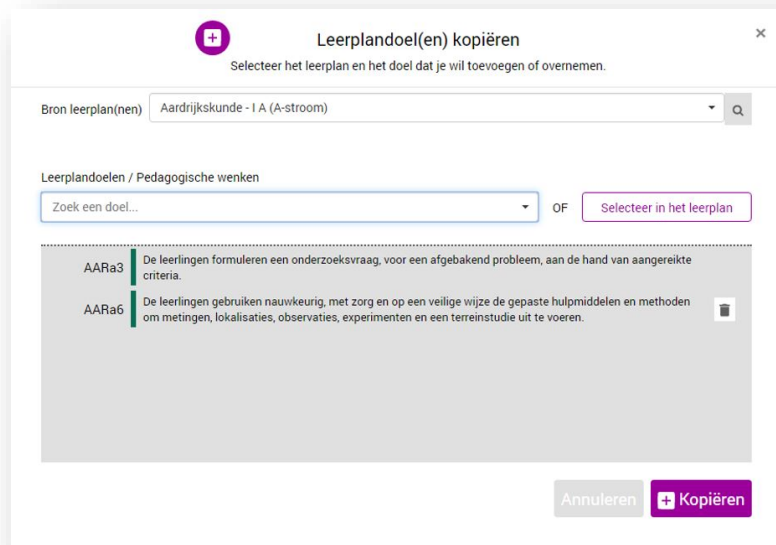 Leerplandoel(en) kopiëren
×
Selecteer het leerplan en het doel dat je wil toevoegen of overnemen.
Bron leerplan(nen) Aardrijkskunde - I A (A-stroom)
Leerplandoelen / Pedagogische wenken
Zoek een doel... OF Selecteer in het leerplan
AARa3 De leerlingen formuleren een onderzoeksvraag, voor een afgebakend probleem, aan de hand van aangereikte
criteria.
AARa6 De leerlingen gebruiken nauwkeurig, met zorg en op een veilige wijze de gepaste hulpmiddelen en methoden
om metingen, lokalisaties, observaties, experimenten en een terreinstudie uit te voeren.
Annuleren Kopiëren